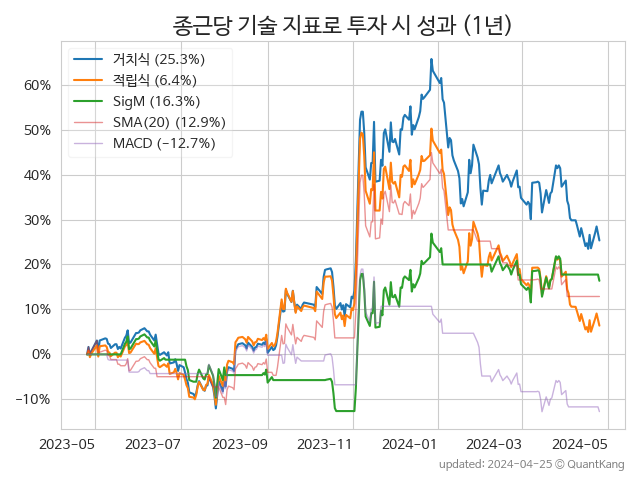 종근당 기술 지표로 투자 시 성과 (1년)
거치식 (25.3%)
적립식 (6.4%)
SigM (16.3%)
SMA(20) (12.9%)
MACD (−12.7%)
60%
50%
40%
30%
20%
10%
0%
−10%
2023-05 2023-07 2023-09 2023-11 2024-01 2024-03 2024-05
updated: 2024-04-25 © QuantKang